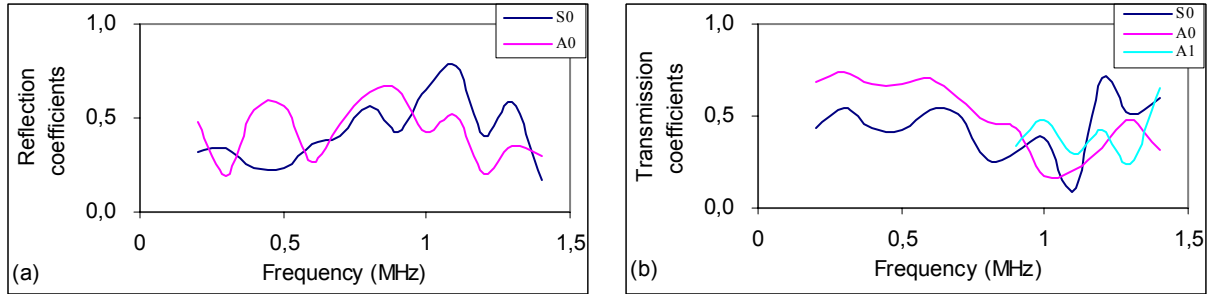 1,0
S0
A0
Reflection
coefficients
0,5
0,0
0
0,5
1
1,5
Frequency (MHz)
(a)
1,0
S0
A0
A1
Transmission
coefficients
0,5
0,0
0
0,5
1
1,5
Frequency (MHz)
(b)